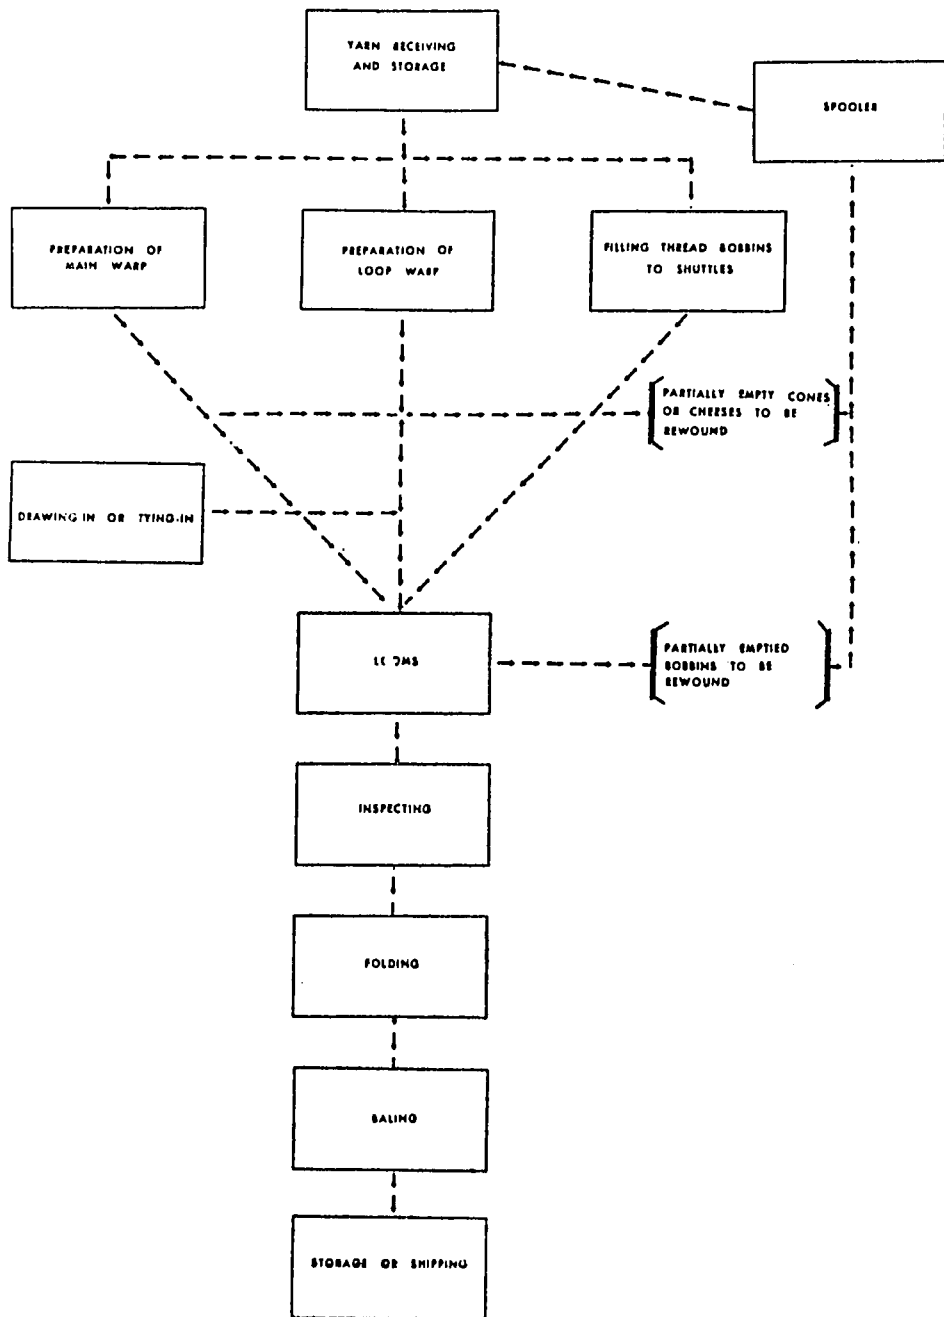 YARN RECEIVING
AND STORAGE
SPOOLER
PREPARATION OF
MAIN WARP
PREPARATION OF
LOOP WARP
FILLING THREAD BOBBINS
TO SHUTTLES
PARTIALLY EMPTY CONES
OR CHEESES TO BE
REWOUND
DRAWING-IN OR TYING-IN
LOOMS
PARTIALLY EMPTIED
BOBBINS TO BE
REWOUND
INSPECTING
FOLDING
BALING
STORAGE OR SHIPPING